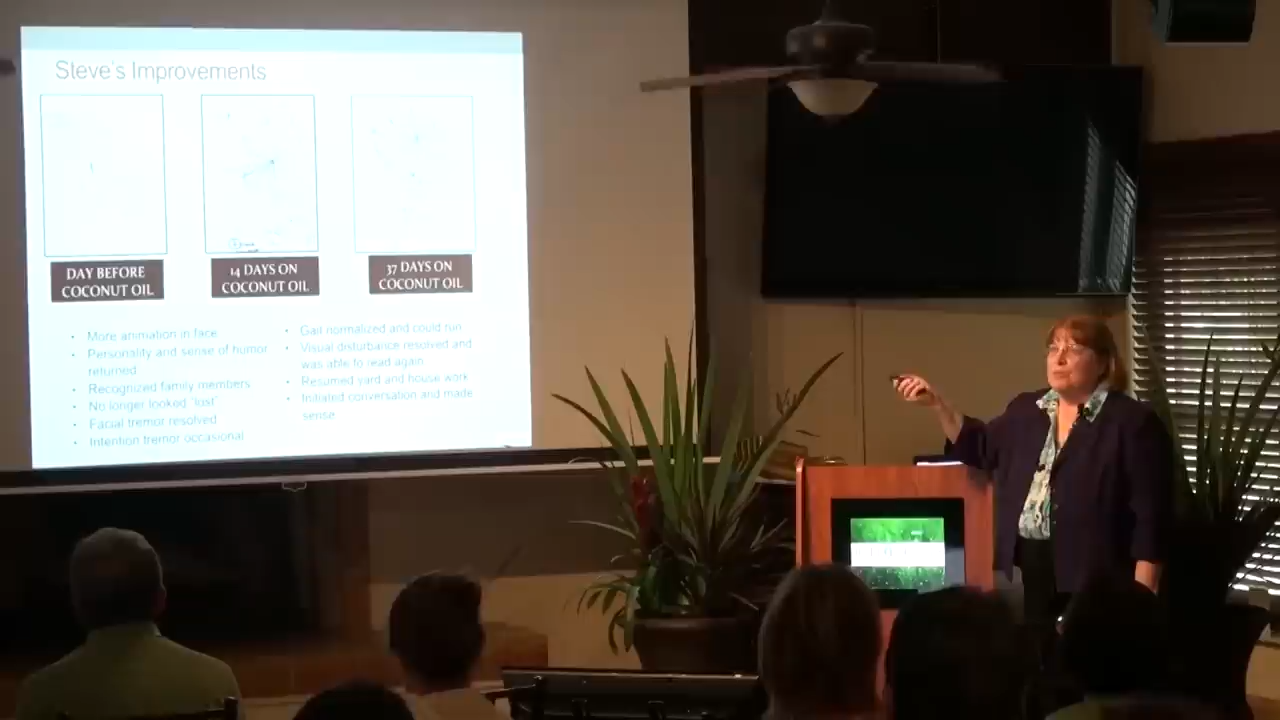 Steve's Improvements
DAY BEFORE
COCONUT OIL
14 DAYS ON
COCONUT OIL
37 DAYS ON
COCONUT OIL
• More animation in face
• Personality and sense of humor
returned
• Recognized family members
• No longer looked "lost"
• Facial tremor resolved
• Intention tremor occasional
• Gait normalized and could run
• Visual disturbance resolved and
was able to read again
• Resumed yard and house work
• Initiated conversation and made
sense